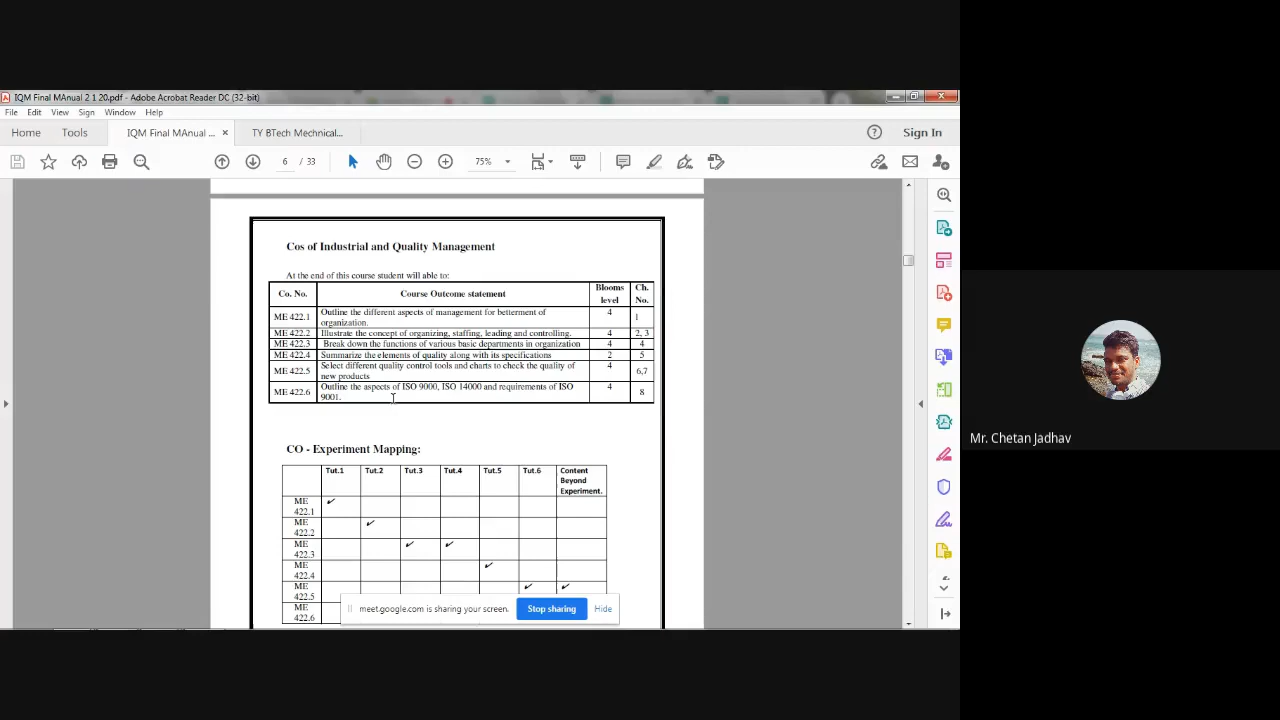 IQM Final MAnual 2 1 20.pdf - Adobe Acrobat Reader DC (32-bit)
File Edit View Sign Window Help
Home Tools IQM Final MAnual ... × TY BTech Mechnical... Sign In
6 / 33 75%
Cos of Industrial and Quality Management
At the end of this course student will able to:
Co. No. Course Outcome statement Blooms level Ch. No.
ME 422.1 Outline the different aspects of management for betterment of organization. 4 1
ME 422.2 Illustrate the concept of organizing, staffing, leading and controlling. 4 2, 3
ME 422.3 Break down the functions of various basic departments in organization 4 4
ME 422.4 Summarize the elements of quality along with its specifications 2 5
ME 422.5 Select different quality control tools and charts to check the quality of new products 4 6,7
ME 422.6 Outline the aspects of ISO 9000, ISO 14000 and requirements of ISO 9001. 4 8
CO - Experiment Mapping:
Tut.1 Tut.2 Tut.3 Tut.4 Tut.5 Tut.6 Content Beyond Experiment.
ME 422.1 ✓
ME 422.2 ✓
ME 422.3 ✓ ✓
ME 422.4 ✓
ME 422.5 ✓ ✓
ME 422.6
meet.google.com is sharing your screen. Stop sharing Hide
Mr. Chetan Jadhav